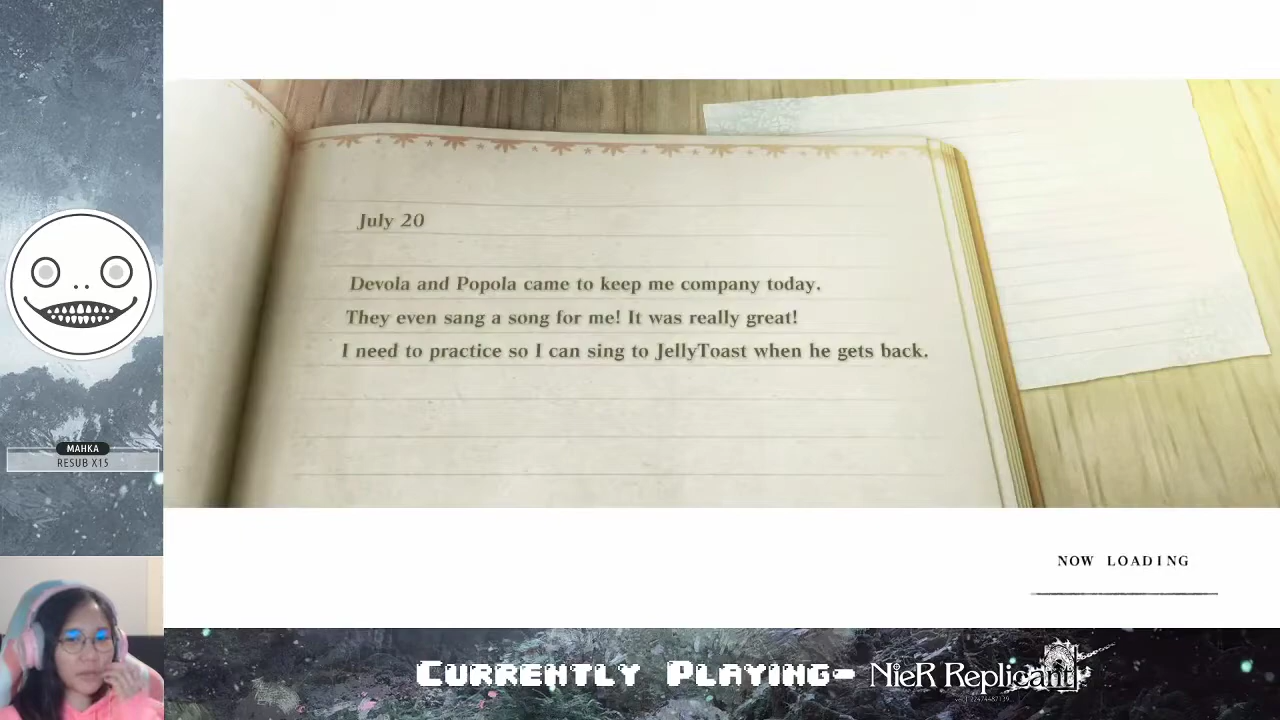 July 20
Devola and Popola came to keep me company today.
They even sang a song for me! It was really great!
I need to practice so I can sing to JellyToast when he gets back.
MAHKA
RESUB X15
NOW LOADING
Currently Playing-
NieR Replicant